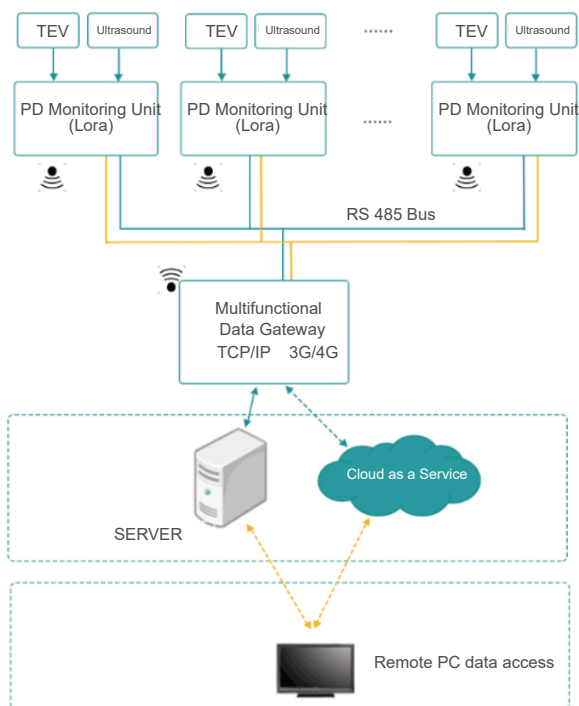 TEV Ultrasound TEV Ultrasound ...... TEV Ultrasound
PD Monitoring Unit PD Monitoring Unit PD Monitoring Unit
(Lora) (Lora) ...... (Lora)
RS 485 Bus
Multifunctional
Data Gateway
TCP/IP 3G/4G
Cloud as a Service
SERVER
Remote PC data access